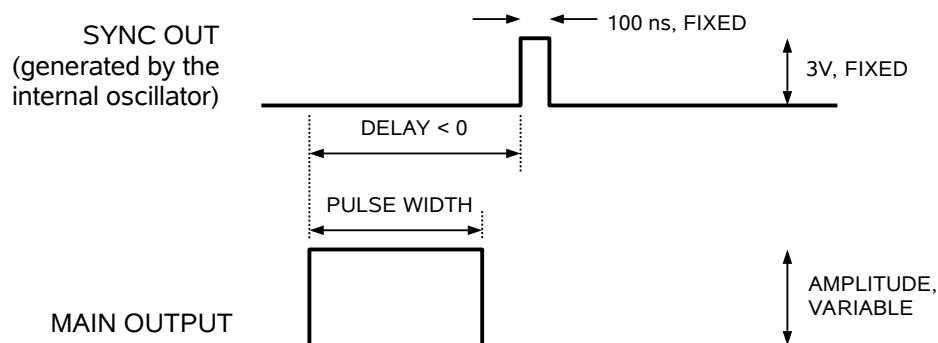 SYNC OUT
(generated by the
internal oscillator)
100 ns, FIXED
3V, FIXED
DELAY < 0
PULSE WIDTH
MAIN OUTPUT
AMPLITUDE,
VARIABLE